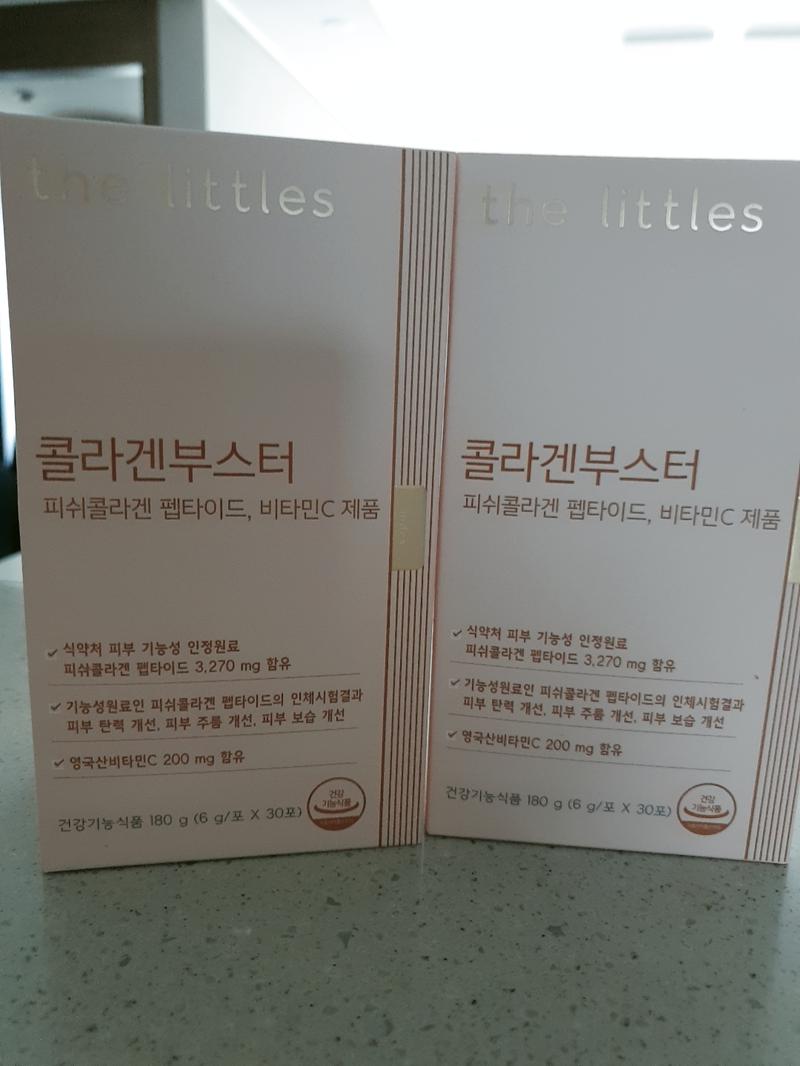 the littles
콜라겐부스터
피쉬콜라겐 펩타이드, 비타민C 제품
식약처 피부 기능성 인정원료
피쉬콜라겐 펩타이드 3,270 mg 함유
기능성원료인 피쉬콜라겐 펩타이드의 인체시험결과
피부 탄력 개선, 피부 주름 개선, 피부 보습 개선
영국산비타민C 200 mg 함유
건강기능식품 180 g (6 g/포 X 30포)
건강
기능식품
the littles
콜라겐부스터
피쉬콜라겐 펩타이드, 비타민C 제품
식약처 피부 기능성 인정원료
피쉬콜라겐 펩타이드 3,270 mg 함유
기능성원료인 피쉬콜라겐 펩타이드의 인체시험결과
피부 탄력 개선, 피부 주름 개선, 피부 보습 개선
영국산비타민C 200 mg 함유
건강기능식품 180 g (6 g/포 X 30포)
건강
기능식품